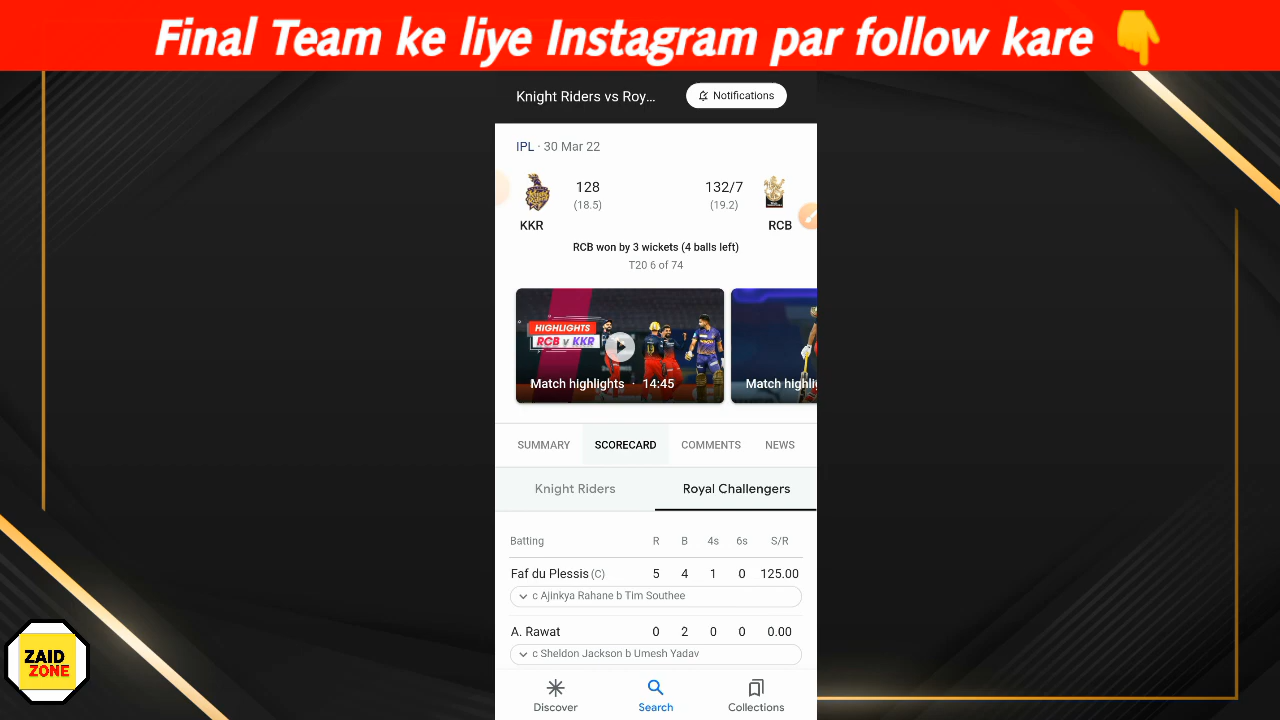 Final Team ke liye Instagram par follow kare 👇
Knight Riders vs Roy...
Notifications
IPL · 30 Mar 22
128
132/7
(18.5)
(19.2)
KKR
RCB
RCB won by 3 wickets (4 balls left)
T20 6 of 74
HIGHLIGHTS
RCB v KKR
Match highlights · 14:45
Match highli
SUMMARY SCORECARD COMMENTS NEWS
Knight Riders Royal Challengers
Batting R B 4s 6s S/R
Faf du Plessis (C) 5 4 1 0 125.00
c Ajinkya Rahane b Tim Southee
A. Rawat 0 2 0 0 0.00
c Sheldon Jackson b Umesh Yadav
ZAID
ZONE
Discover Search Collections